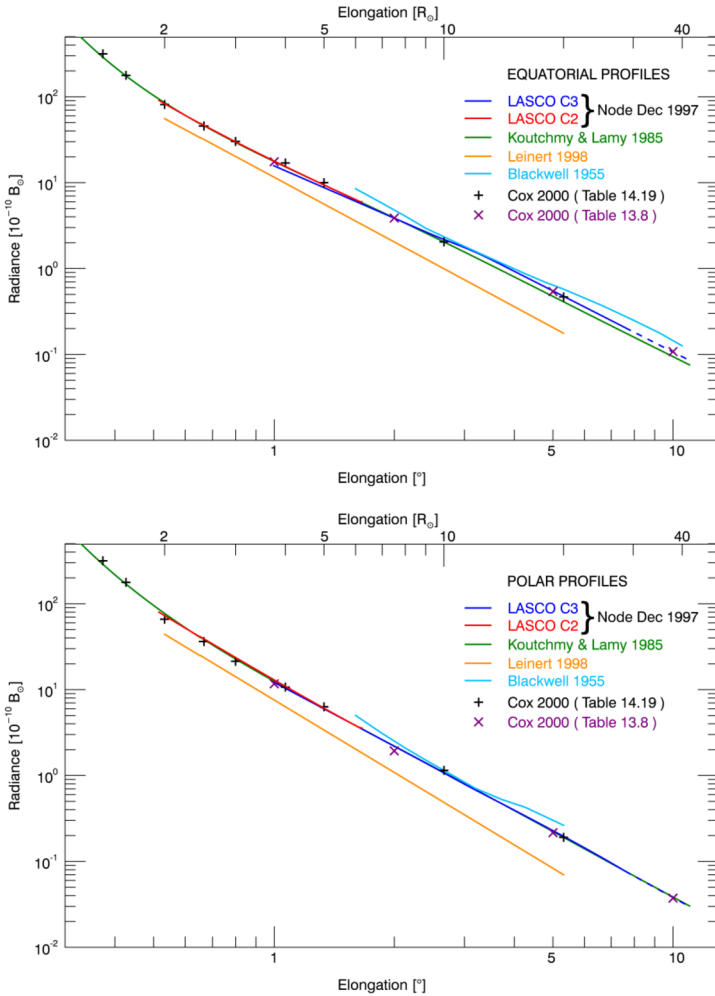 Elongation [R☉]
2 5 10 20 40
EQUATORIAL PROFILES
LASCO C3
LASCO C2
} Node Dec 1997
Koutchmy & Lamy 1985
Leinert 1998
Blackwell 1955
+ Cox 2000 ( Table 14.19 )
× Cox 2000 ( Table 13.8 )
Radiance [10⁻¹⁰ B☉]
10²
10¹
10⁰
10⁻¹
10⁻²
1 5 10
Elongation [°]
Elongation [R☉]
2 5 10 20 40
POLAR PROFILES
LASCO C3
LASCO C2
} Node Dec 1997
Koutchmy & Lamy 1985
Leinert 1998
Blackwell 1955
+ Cox 2000 ( Table 14.19 )
× Cox 2000 ( Table 13.8 )
Radiance [10⁻¹⁰ B☉]
10²
10¹
10⁰
10⁻¹
10⁻²
1 5 10
Elongation [°]